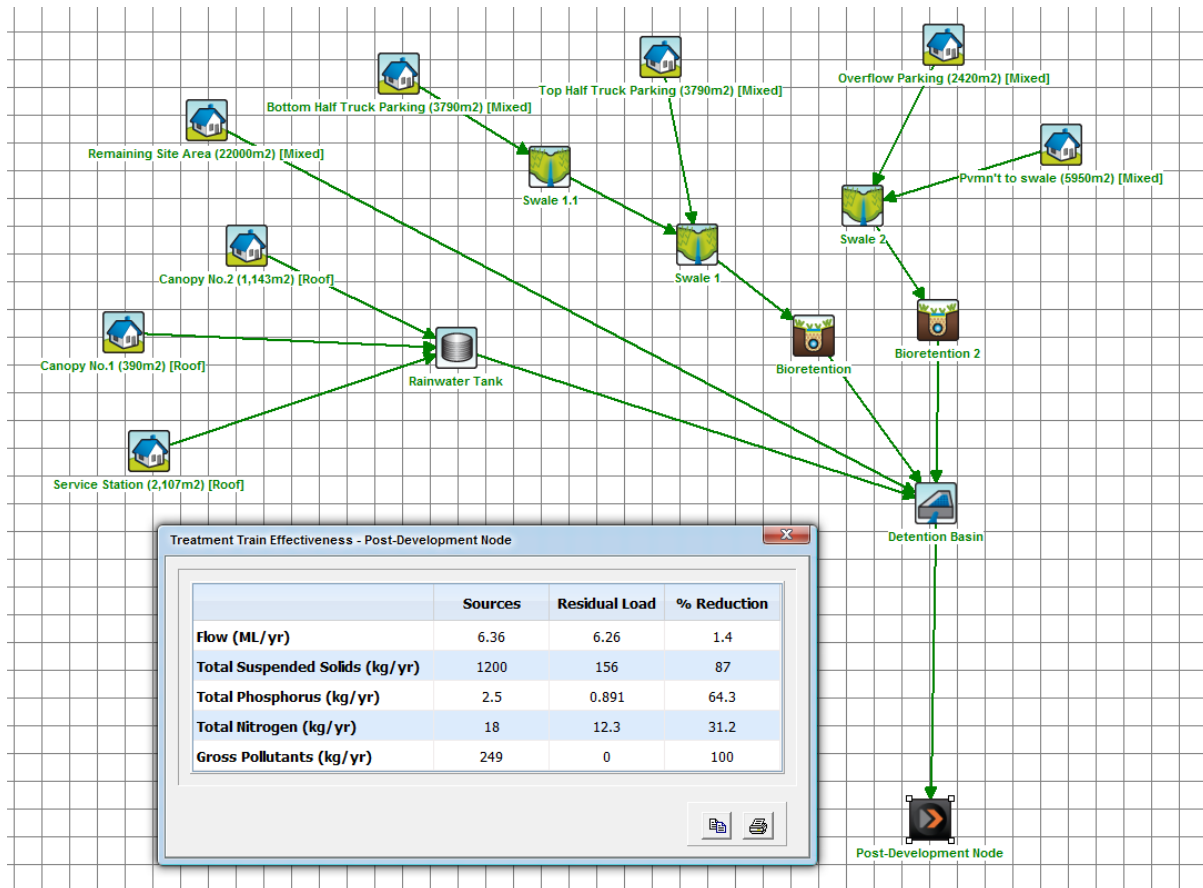 Overflow Parking (2420m2) [Mixed]
Top Half Truck Parking (3790m2) [Mixed]
Bottom Half Truck Parking (3790m2) [Mixed]
Remaining Site Area (22000m2) [Mixed]
Pvmn't to swale (5950m2) [Mixed]
Swale 1.1
Swale 2
Swale 1
Canopy No.2 (1,143m2) [Roof]
Bioretention 2
Canopy No.1 (390m2) [Roof]
Bioretention
Rainwater Tank
Service Station (2,107m2) [Roof]
Detention Basin
Treatment Train Effectiveness - Post-Development Node
Sources Residual Load % Reduction
Flow (ML/yr) 6.36 6.26 1.4
Total Suspended Solids (kg/yr) 1200 156 87
Total Phosphorus (kg/yr) 2.5 0.891 64.3
Total Nitrogen (kg/yr) 18 12.3 31.2
Gross Pollutants (kg/yr) 249 0 100
Post-Development Node